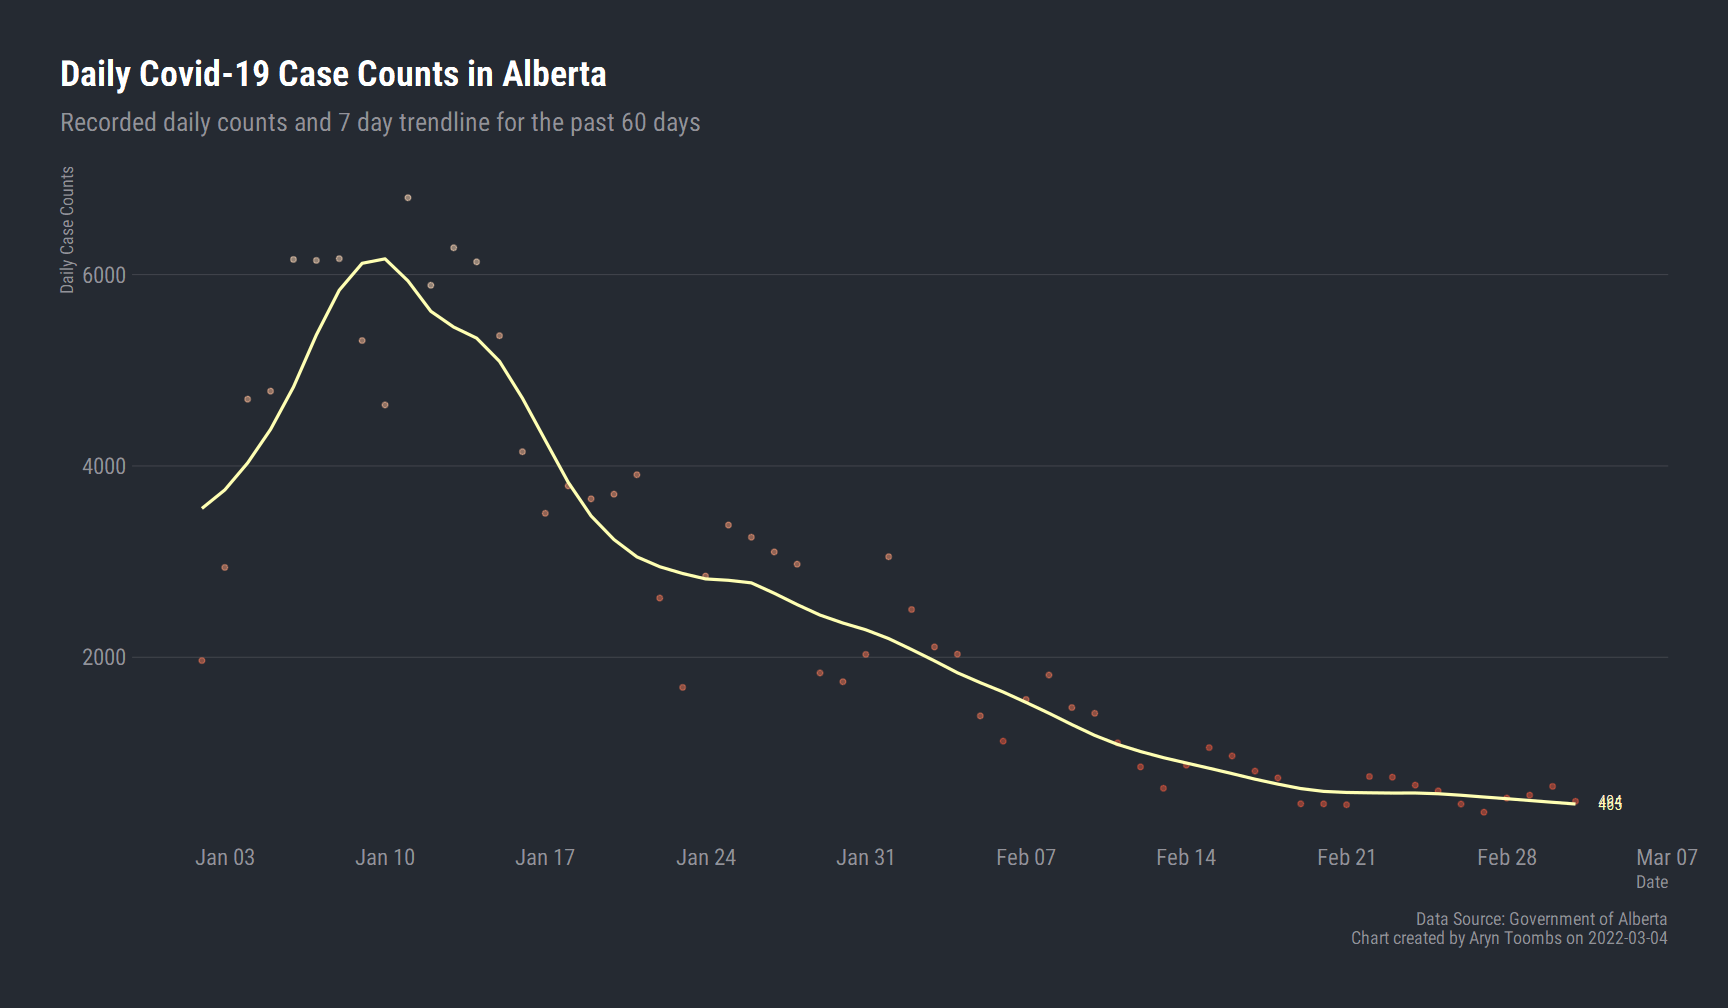 Daily Covid-19 Case Counts in Alberta
Recorded daily counts and 7 day trendline for the past 60 days
Daily Case Counts
6000
4000
2000
Jan 03 Jan 10 Jan 17 Jan 24 Jan 31 Feb 07 Feb 14 Feb 21 Feb 28 Mar 07
Date
Data Source: Government of Alberta
Chart created by Aryn Toombs on 2022-03-04